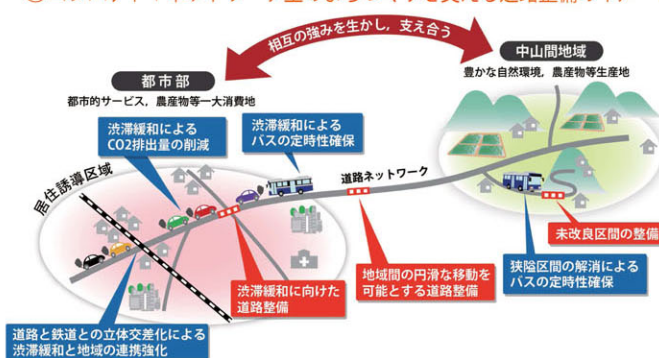 相互の強みを生かし，支え合う
中山間地域
豊かな自然環境，農産物等生産地
都市部
都市的サービス，農産物等一大消費地
渋滞緩和による
CO2排出量の削減
渋滞緩和による
バスの定時性確保
居住誘導区域
道路ネットワーク
未改良区間の整備
渋滞緩和に向けた
道路整備
地域間の円滑な移動を
可能とする道路整備
狭隘区間の解消による
バスの定時性確保
道路と鉄道との立体交差化による
渋滞緩和と地域の連携強化